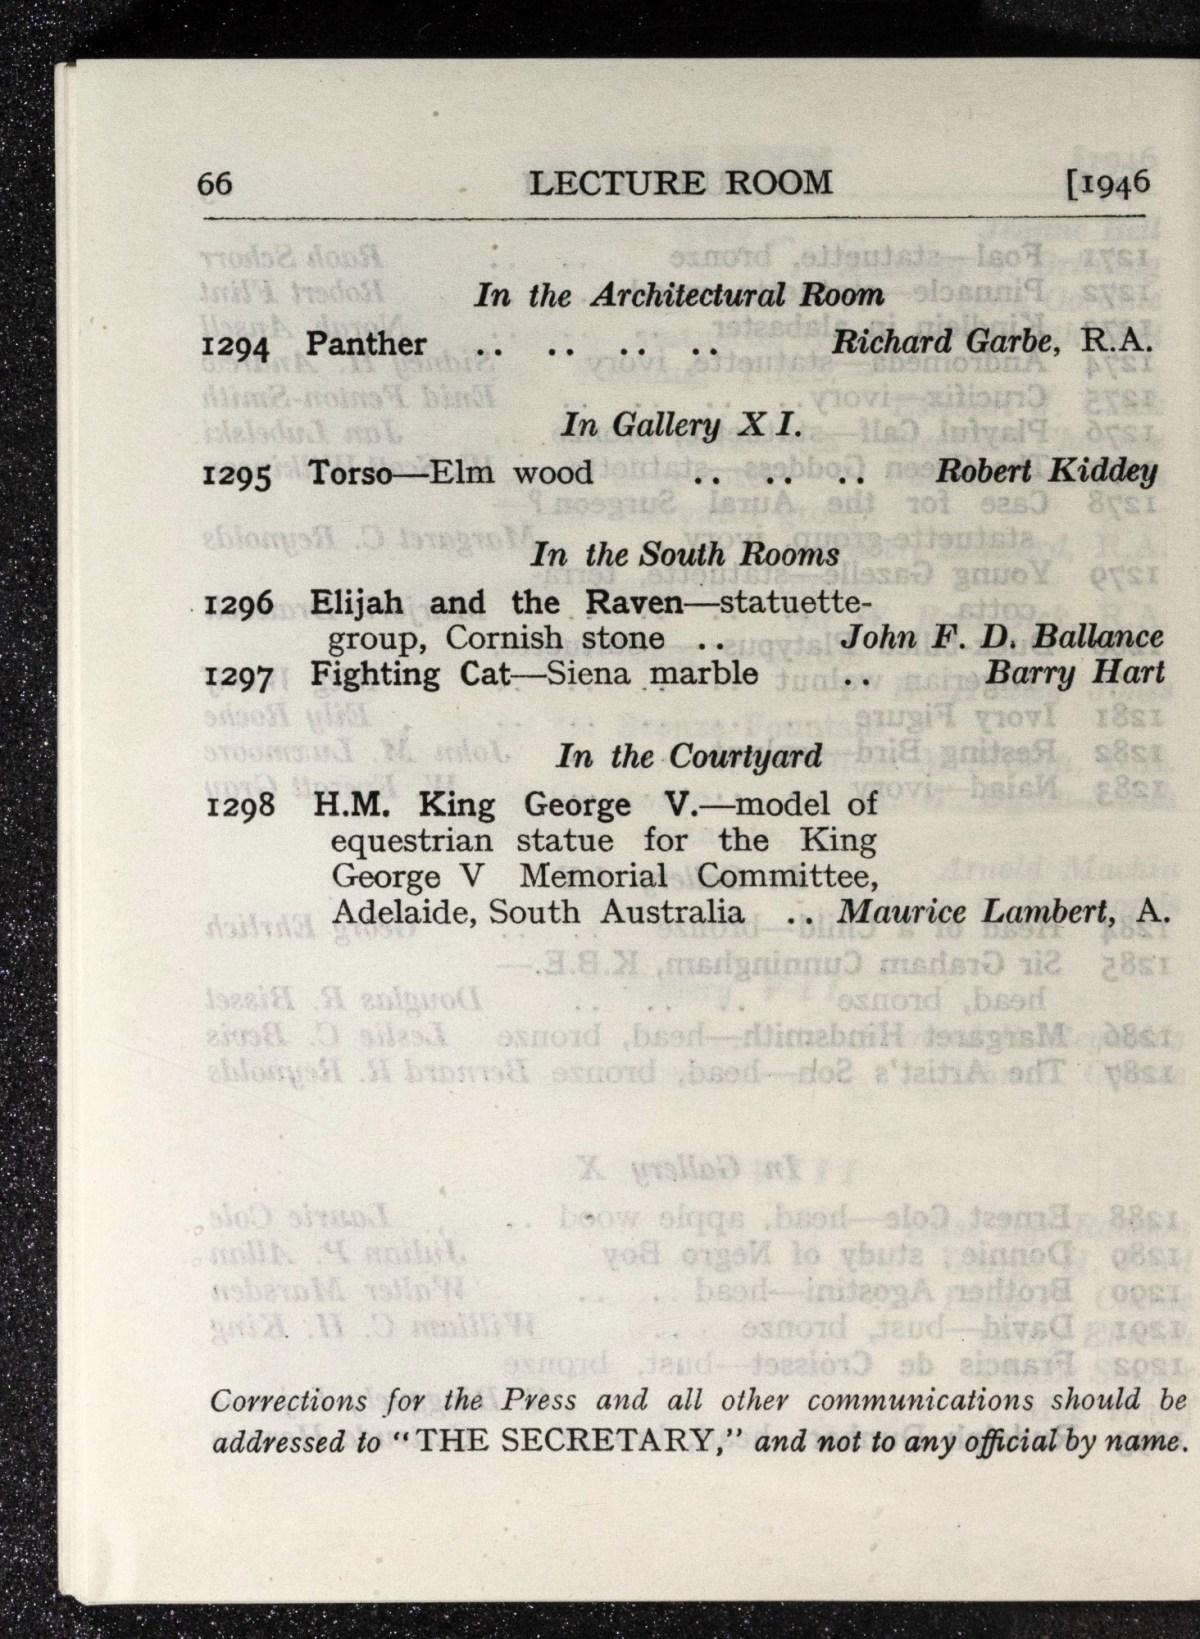 66 LECTURE ROOM [1946
In the Architectural Room
1294 Panther .. .. .. .. Richard Garbe, R.A.
In Gallery X I.
1295 Torso—Elm wood .. .. .. Robert Kiddey
In the South Rooms
1296 Elijah and the Raven—statuette-
group, Cornish stone .. John F. D. Ballance
1297 Fighting Cat—Siena marble .. Barry Hart
In the Courtyard
1298 H.M. King George V.—model of
equestrian statue for the King
George V Memorial Committee,
Adelaide, South Australia .. Maurice Lambert, A.
Corrections for the Press and all other communications should be
addressed to “THE SECRETARY,” and not to any official by name.